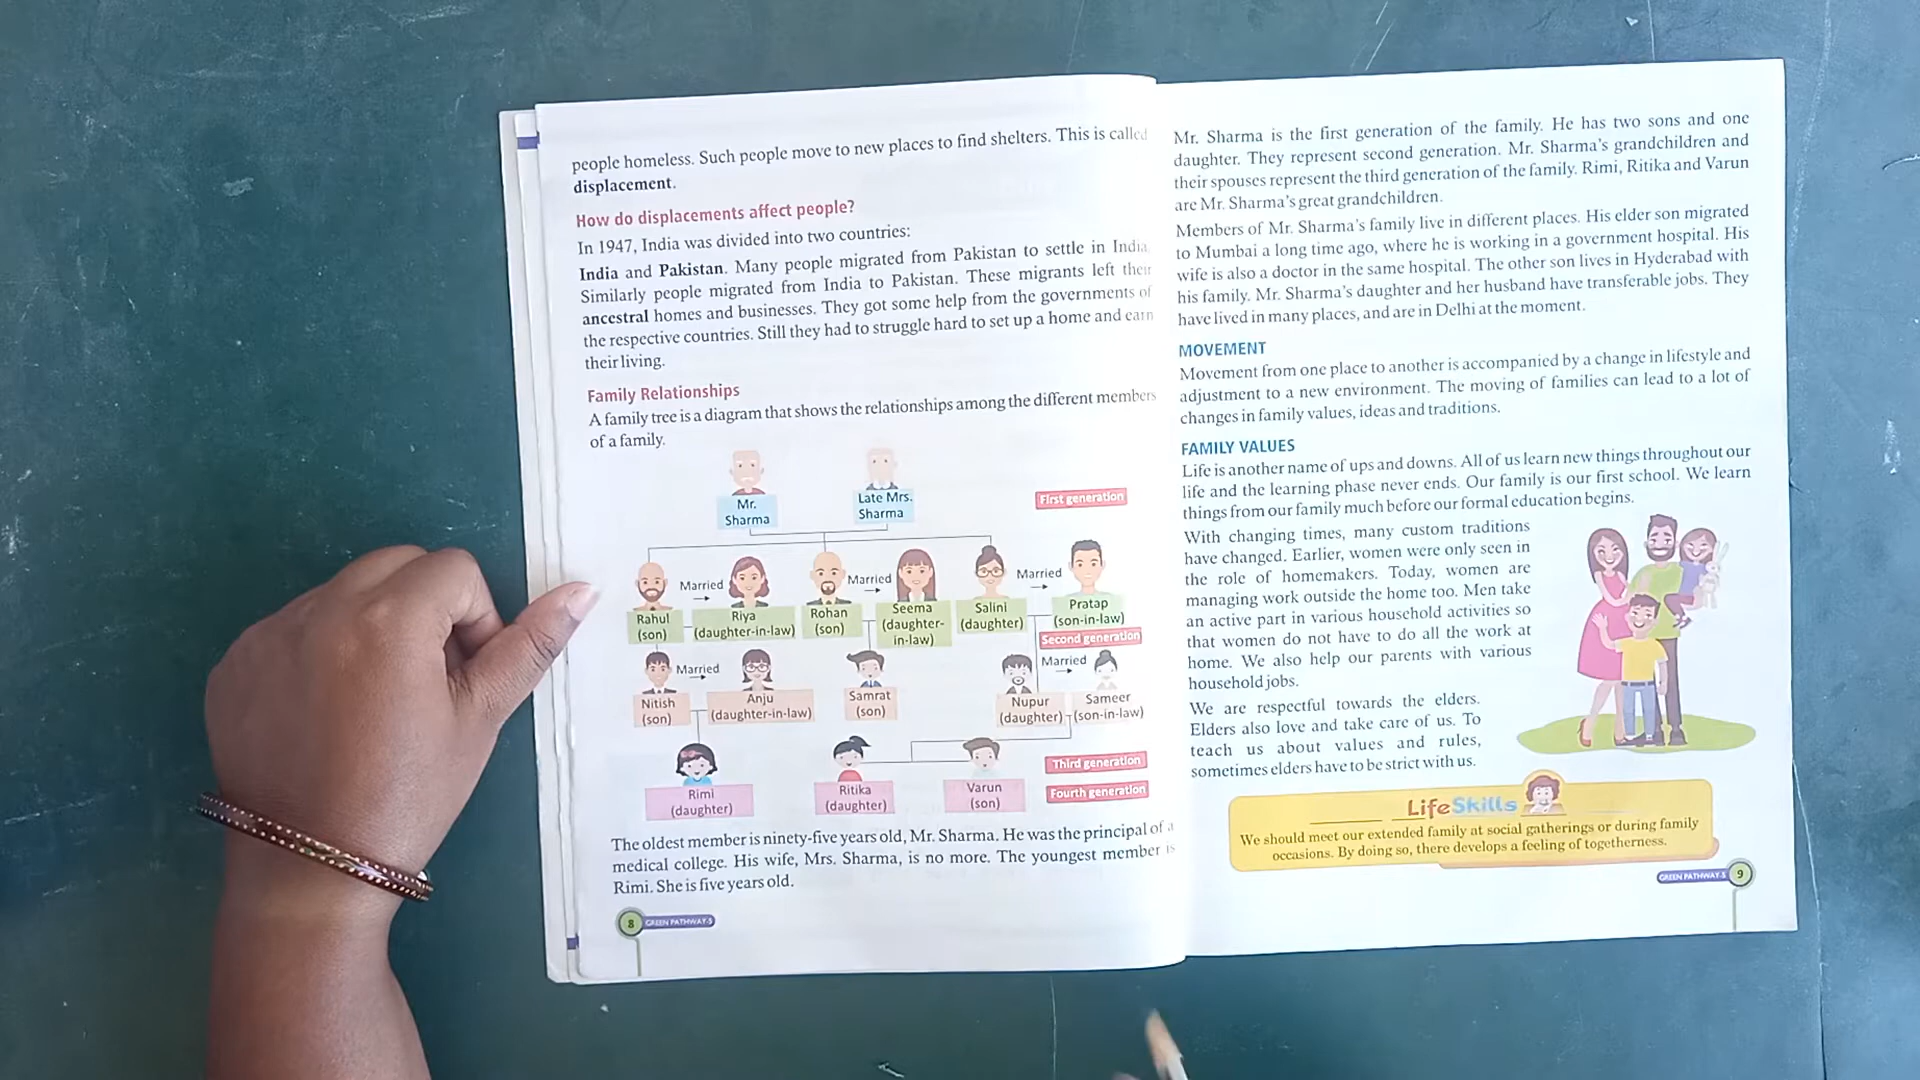 people homeless. Such people move to new places to find shelters. This is called
displacement.
How do displacements affect people?
In 1947, India was divided into two countries:
India and Pakistan. Many people migrated from Pakistan to settle in India
Similarly people migrated from India to Pakistan. These migrants left their
ancestral homes and businesses. They got some help from the governments of
the respective countries. Still they had to struggle hard to set up a home and earn
their living.
Family Relationships
A family tree is a diagram that shows the relationships among the different members
of a family.
Mr.
Sharma
Late Mrs.
Sharma
First generation
Married
Married
Married
Rahul
(son)
Riya
(daughter-in-law)
Rohan
(son)
Seema
(daughter-
in-law)
Salini
(daughter)
Pratap
(son-in-law)
Second generation
Married
Married
Nitish
(son)
Anju
(daughter-in-law)
Samrat
(son)
Nupur
(daughter)
Sameer
(son-in-law)
Third generation
Rimi
(daughter)
Ritika
(daughter)
Varun
(son)
Fourth generation
The oldest member is ninety-five years old, Mr. Sharma. He was the principal of a
medical college. His wife, Mrs. Sharma, is no more. The youngest member is
Rimi. She is five years old.
8 GREEN PATHWAY-5
Mr. Sharma is the first generation of the family. He has two sons and one
daughter. They represent second generation. Mr. Sharma's grandchildren and
their spouses represent the third generation of the family. Rimi, Ritika and Varun
are Mr. Sharma's great grandchildren.
Members of Mr. Sharma's family live in different places. His elder son migrated
to Mumbai a long time ago, where he is working in a government hospital. His
wife is also a doctor in the same hospital. The other son lives in Hyderabad with
his family. Mr. Sharma's daughter and her husband have transferable jobs. They
have lived in many places, and are in Delhi at the moment.
MOVEMENT
Movement from one place to another is accompanied by a change in lifestyle and
adjustment to a new environment. The moving of families can lead to a lot of
changes in family values, ideas and traditions.
FAMILY VALUES
Life is another name of ups and downs. All of us learn new things throughout our
life and the learning phase never ends. Our family is our first school. We learn
things from our family much before our formal education begins.
With changing times, many custom traditions
have changed. Earlier, women were only seen in
the role of homemakers. Today, women are
managing work outside the home too. Men take
an active part in various household activities so
that women do not have to do all the work at
home. We also help our parents with various
household jobs.
We are respectful towards the elders.
Elders also love and take care of us. To
teach us about values and rules,
sometimes elders have to be strict with us.
LifeSkills
We should meet our extended family at social gatherings or during family
occasions. By doing so, there develops a feeling of togetherness.
GREEN PATHWAY-5 9